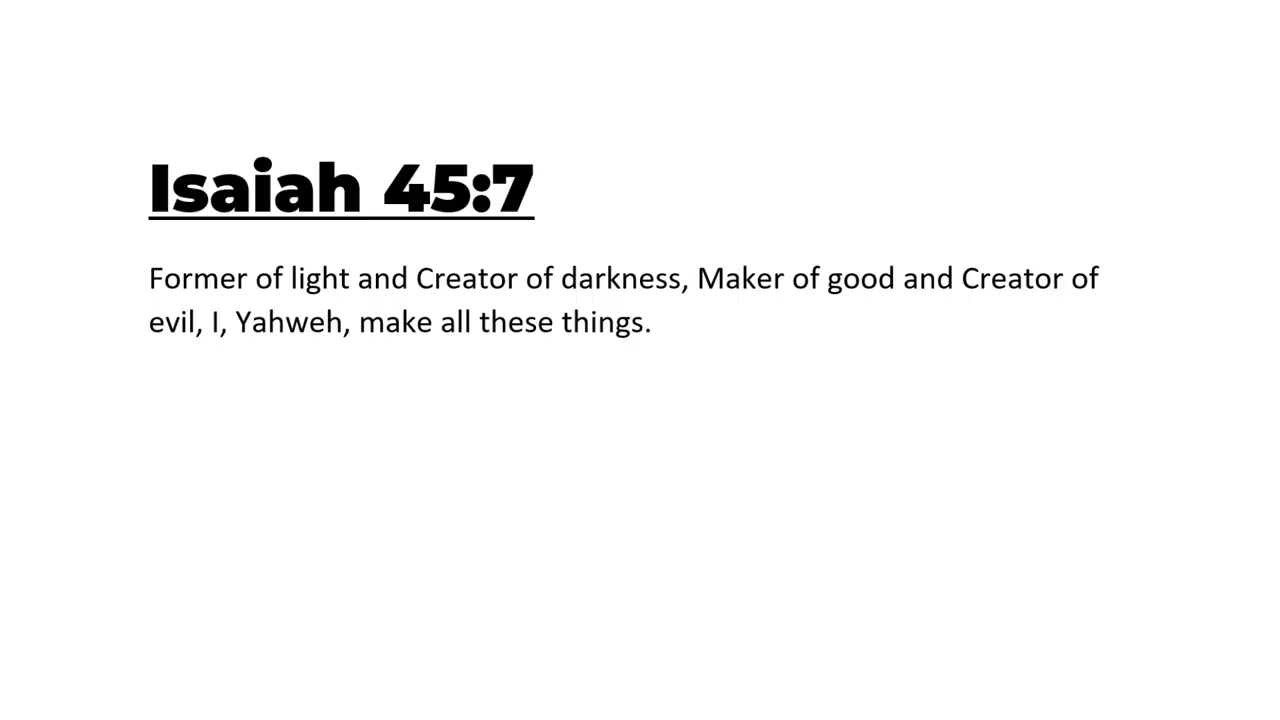 Isaiah 45:7
Former of light and Creator of darkness, Maker of good and Creator of
evil, I, Yahweh, make all these things.